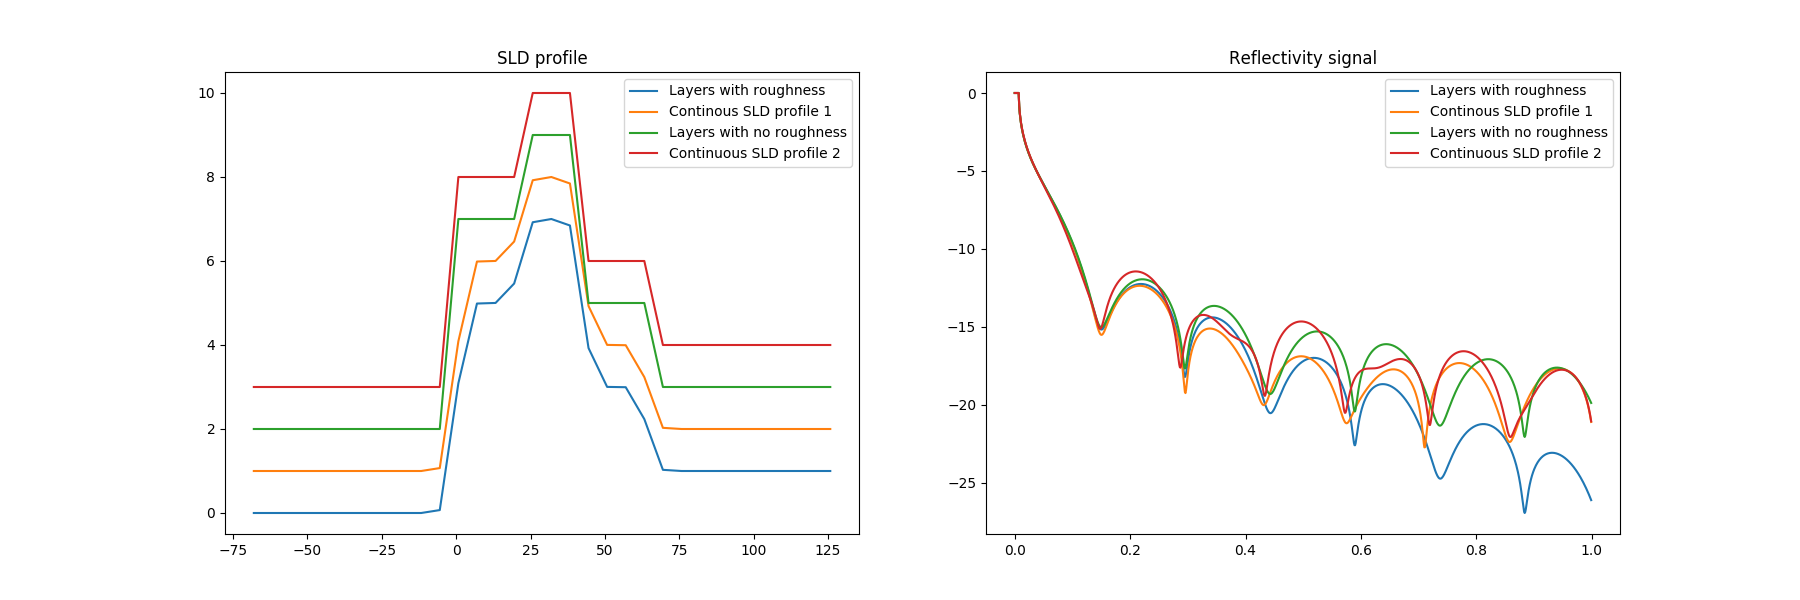 SLD profile
Layers with roughness
Continous SLD profile 1
Layers with no roughness
Continuous SLD profile 2
10
8
6
4
2
0
−75 −50 −25 0 25 50 75 100 125
Reflectivity signal
Layers with roughness
Continous SLD profile 1
Layers with no roughness
Continuous SLD profile 2
0
−5
−10
−15
−20
−25
0.0 0.2 0.4 0.6 0.8 1.0